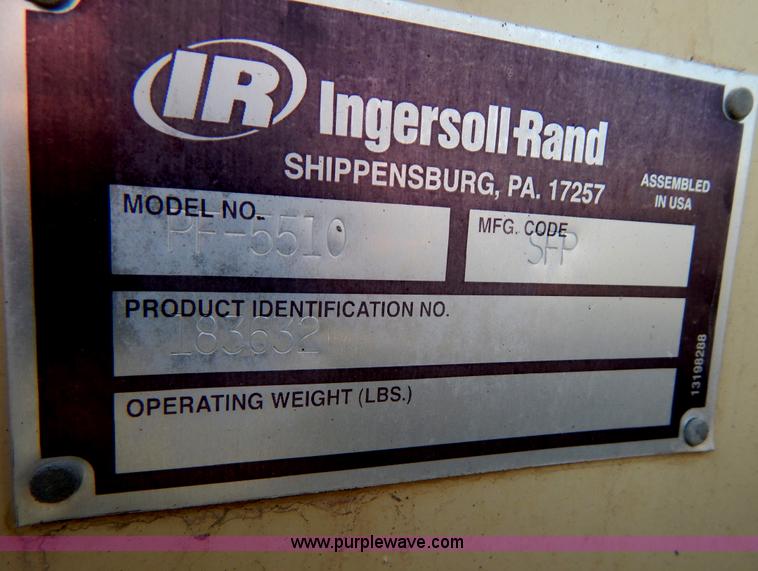 IR Ingersoll-Rand
SHIPPENSBURG, PA. 17257
ASSEMBLED
IN USA
MODEL NO.
PF-5510
MFG. CODE
SFP
PRODUCT IDENTIFICATION NO.
183632
OPERATING WEIGHT (LBS.)
13198288
www.purplewave.com